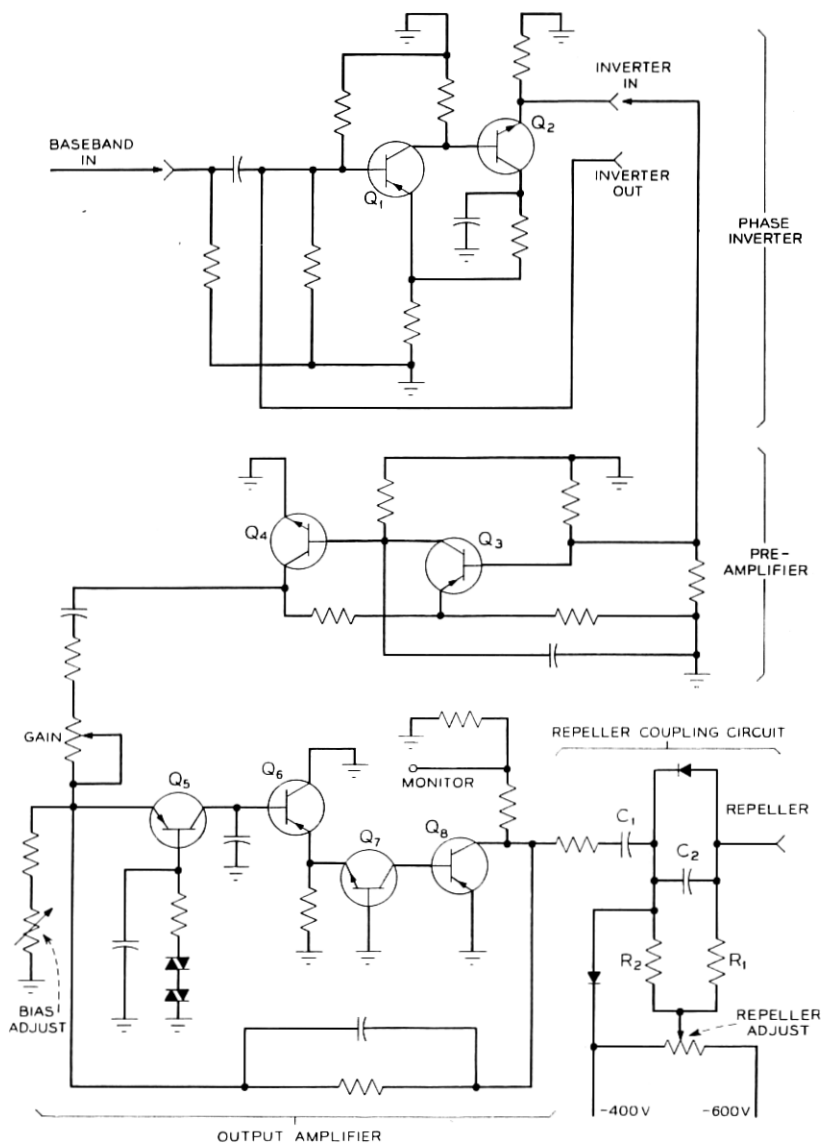 INVERTER
IN
Q2
BASEBAND
IN
Q1
INVERTER
OUT
PHASE
INVERTER
Q4
Q3
PRE-
AMPLIFIER
GAIN
REPELLER COUPLING CIRCUIT
Q5
Q6
MONITOR
Q7
Q8
C1
REPELLER
C2
R2
R1
BIAS
ADJUST
REPELLER
ADJUST
-400V
-600V
OUTPUT AMPLIFIER